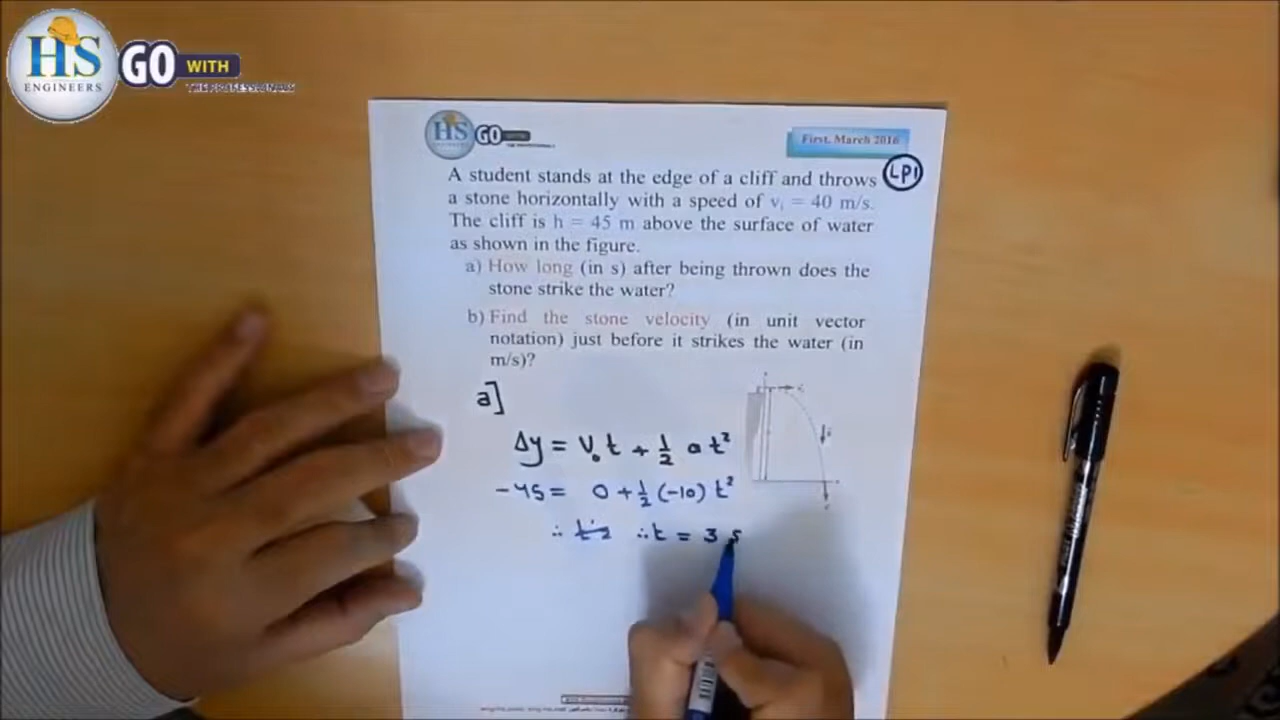 HS
ENGINEERS
GO WITH
THE PROFESSIONALS
HS GO
First, March 2016
LP1
A student stands at the edge of a cliff and throws
a stone horizontally with a speed of vᵢ = 40 m/s.
The cliff is h = 45 m above the surface of water
as shown in the figure.
a) How long (in s) after being thrown does the
stone strike the water?
b) Find the stone velocity (in unit vector
notation) just before it strikes the water (in
m/s)?
a]
Δy = V₀ t + ½ a t²
-45 = 0 + ½ (-10) t²
∴ t = 3 s